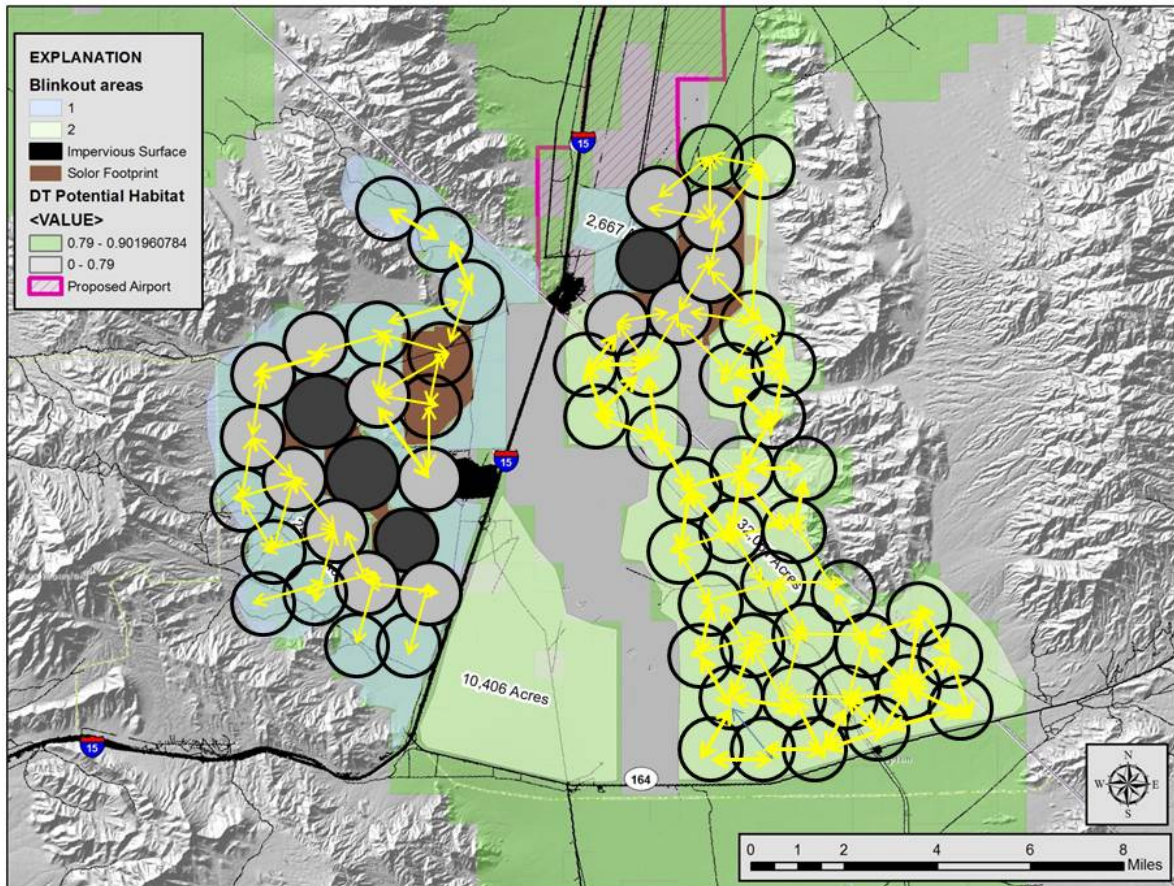 EXPLANATION
Blinkout areas
1
2
Impervious Surface
Solor Footprint
DT Potential Habitat
<VALUE>
0.79 - 0.901960784
0 - 0.79
Proposed Airport
15
2,667
15
10,406 Acres
15
164
N
W E
S
0 1 2 4 6 8
Miles